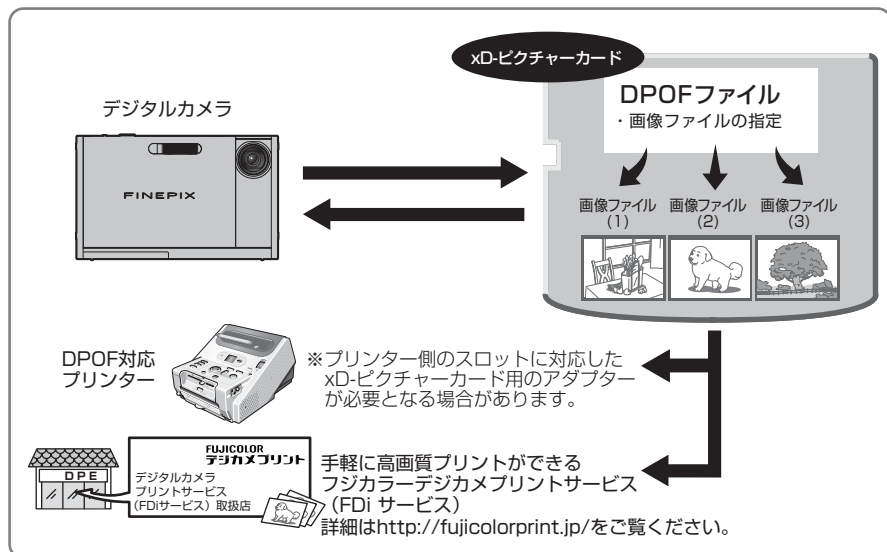 xD-ピクチャーカード
デジタルカメラ
FINEPIX
DPOFファイル
・画像ファイルの指定
画像ファイル
(1)
画像ファイル
(2)
画像ファイル
(3)
DPOF対応
プリンター
※プリンター側のスロットに対応した
xD-ピクチャーカード用のアダプター
が必要となる場合があります。
DPE
FUJICOLOR
デジカメプリント
デジタルカメラ
プリントサービス
(FDiサービス) 取扱店
手軽に高画質プリントができる
フジカラーデジカメプリントサービス
（FDi サービス）
詳細はhttp://fujicolorprint.jp/をご覧ください。